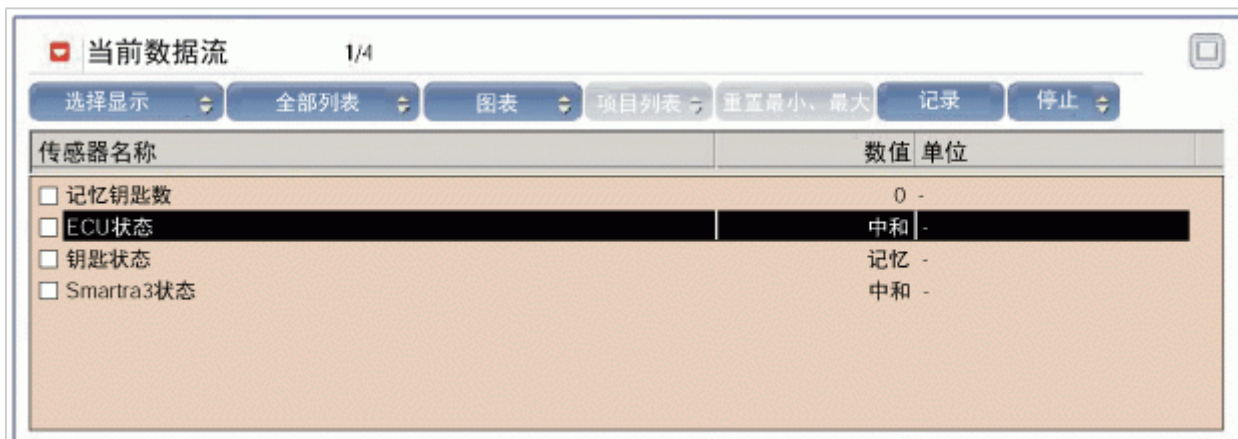 当前数据流 1/4
选择显示 全部列表 图表 项目列表 重置最小、最大 记录 停止
传感器名称 数值 单位
记忆钥匙数 0 -
ECU状态 中和 -
钥匙状态 记忆 -
Smartra3状态 中和 -